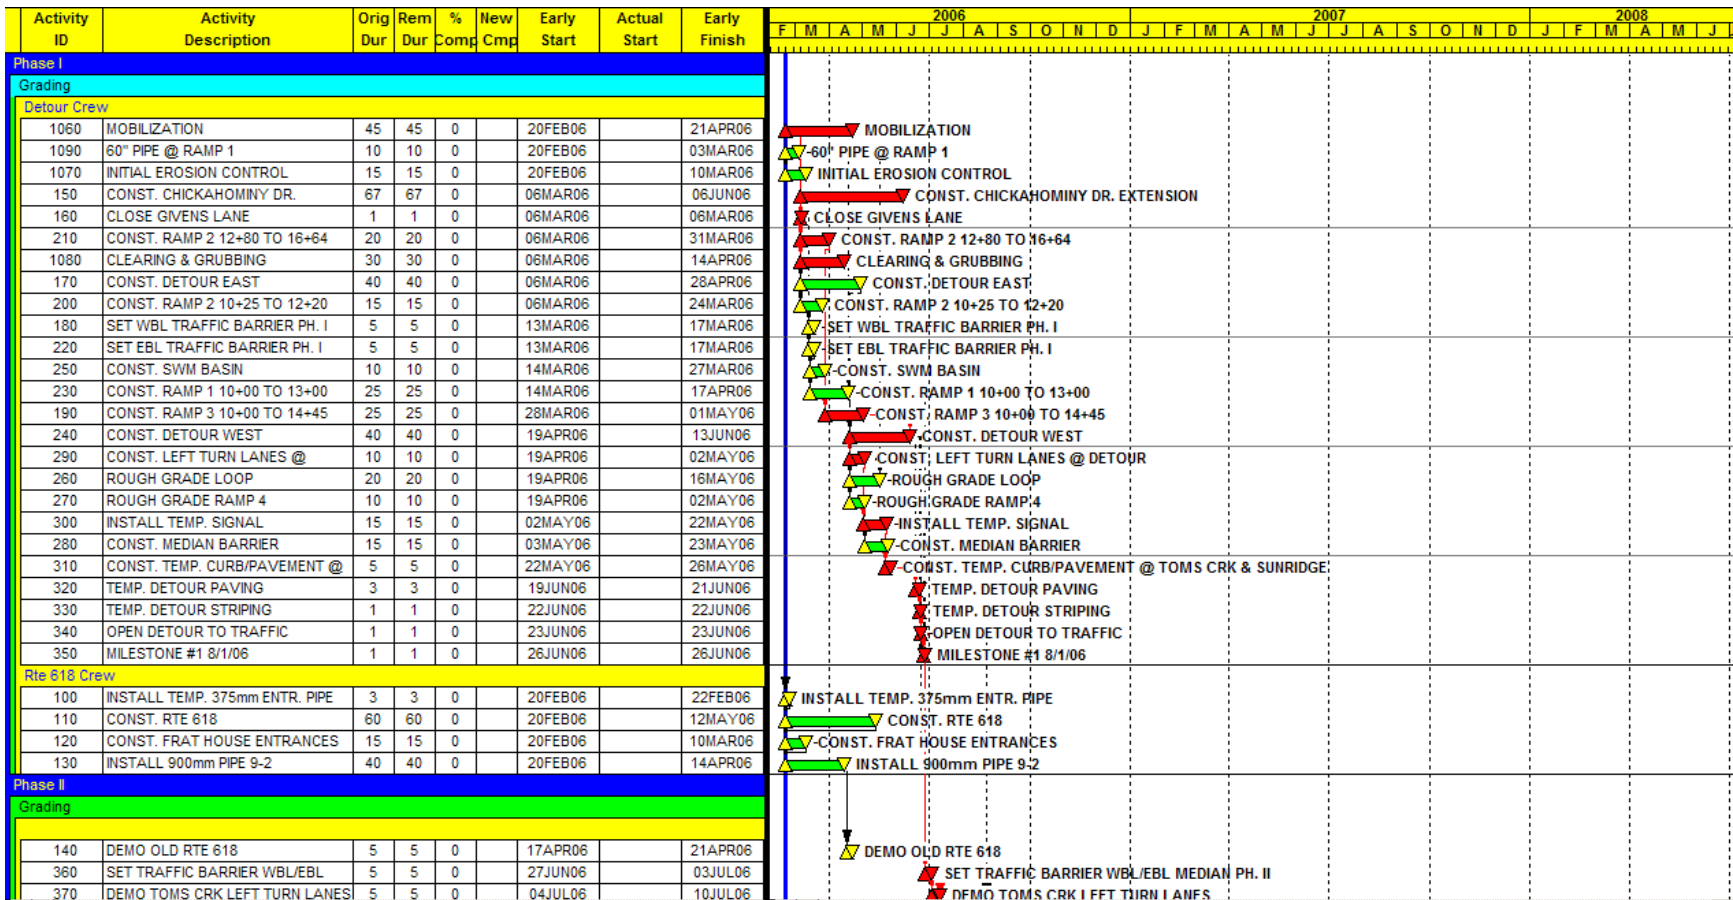 Activity ID Activity Description Orig Dur Rem Dur % Comp New Cmp Early Start Actual Start Early Finish
2006 2007 2008
F M A M J J A S O N D J F M A M J J A S O N D J F M A M J
Phase I
Grading
Detour Crew
1060 MOBILIZATION 45 45 0 20FEB06 21APR06 MOBILIZATION
1090 60" PIPE @ RAMP 1 10 10 0 20FEB06 03MAR06 60" PIPE @ RAMP 1
1070 INITIAL EROSION CONTROL 15 15 0 20FEB06 10MAR06 INITIAL EROSION CONTROL
150 CONST. CHICKAHOMINY DR. 67 67 0 06MAR06 06JUN06 CONST. CHICKAHOMINY DR. EXTENSION
160 CLOSE GIVENS LANE 1 1 0 06MAR06 06MAR06 CLOSE GIVENS LANE
210 CONST. RAMP 2 12+80 TO 16+64 20 20 0 06MAR06 31MAR06 CONST. RAMP 2 12+80 TO 16+64
1080 CLEARING & GRUBBING 30 30 0 06MAR06 14APR06 CLEARING & GRUBBING
170 CONST. DETOUR EAST 40 40 0 06MAR06 28APR06 CONST. DETOUR EAST
200 CONST. RAMP 2 10+25 TO 12+20 15 15 0 06MAR06 24MAR06 CONST. RAMP 2 10+25 TO 12+20
180 SET WBL TRAFFIC BARRIER PH. I 5 5 0 13MAR06 17MAR06 SET WBL TRAFFIC BARRIER PH. I
220 SET EBL TRAFFIC BARRIER PH. I 5 5 0 13MAR06 17MAR06 SET EBL TRAFFIC BARRIER PH. I
250 CONST. SWM BASIN 10 10 0 14MAR06 27MAR06 CONST. SWM BASIN
230 CONST. RAMP 1 10+00 TO 13+00 25 25 0 14MAR06 17APR06 CONST. RAMP 1 10+00 TO 13+00
190 CONST. RAMP 3 10+00 TO 14+45 25 25 0 28MAR06 01MAY06 CONST. RAMP 3 10+00 TO 14+45
240 CONST. DETOUR WEST 40 40 0 19APR06 13JUN06 CONST. DETOUR WEST
290 CONST. LEFT TURN LANES @ 10 10 0 19APR06 02MAY06 CONST. LEFT TURN LANES @ DETOUR
260 ROUGH GRADE LOOP 20 20 0 19APR06 16MAY06 ROUGH GRADE LOOP
270 ROUGH GRADE RAMP 4 10 10 0 19APR06 02MAY06 ROUGH GRADE RAMP 4
300 INSTALL TEMP. SIGNAL 15 15 0 02MAY06 22MAY06 INSTALL TEMP. SIGNAL
280 CONST. MEDIAN BARRIER 15 15 0 03MAY06 23MAY06 CONST. MEDIAN BARRIER
310 CONST. TEMP. CURB/PAVEMENT @ 5 5 0 22MAY06 26MAY06 CONST. TEMP. CURB/PAVEMENT @ TOMS CRK & SUNRIDGE
320 TEMP. DETOUR PAVING 3 3 0 19JUN06 21JUN06 TEMP. DETOUR PAVING
330 TEMP. DETOUR STRIPING 1 1 0 22JUN06 22JUN06 TEMP. DETOUR STRIPING
340 OPEN DETOUR TO TRAFFIC 1 1 0 23JUN06 23JUN06 OPEN DETOUR TO TRAFFIC
350 MILESTONE #1 8/1/06 1 1 0 26JUN06 26JUN06 MILESTONE #1 8/1/06
Rte 618 Crew
100 INSTALL TEMP. 375mm ENTR. PIPE 3 3 0 20FEB06 22FEB06 INSTALL TEMP. 375mm ENTR. PIPE
110 CONST. RTE 618 60 60 0 20FEB06 12MAY06 CONST. RTE 618
120 CONST. FRAT HOUSE ENTRANCES 15 15 0 20FEB06 10MAR06 CONST. FRAT HOUSE ENTRANCES
130 INSTALL 900mm PIPE 9-2 40 40 0 20FEB06 14APR06 INSTALL 900mm PIPE 9-2
Phase II
Grading
140 DEMO OLD RTE 618 5 5 0 17APR06 21APR06 DEMO OLD RTE 618
360 SET TRAFFIC BARRIER WBL/EBL 5 5 0 27JUN06 03JUL06 SET TRAFFIC BARRIER WBL/EBL MEDIAN PH. II
370 DEMO TOMS CRK LEFT TURN LANES 5 5 0 04JUL06 10JUL06 DEMO TOMS CRK LEFT TURN LANES